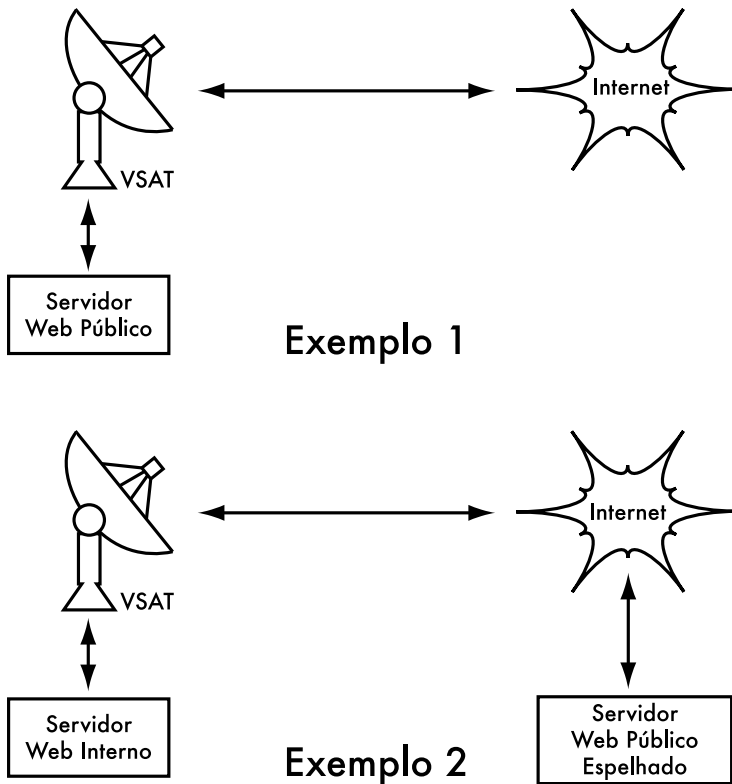 Internet
VSAT
Servidor
Web Público
Exemplo 1
Internet
VSAT
Servidor
Web Interno
Exemplo 2
Servidor
Web Público
Espelhado